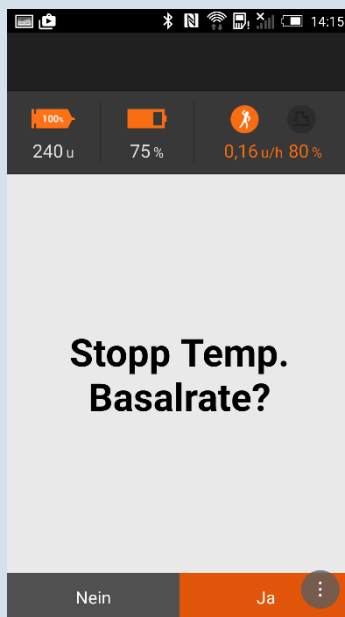 14:15
100%
240 u
75 %
0,16 u/h 80 %
Stopp Temp.
Basalrate?
Nein
Ja